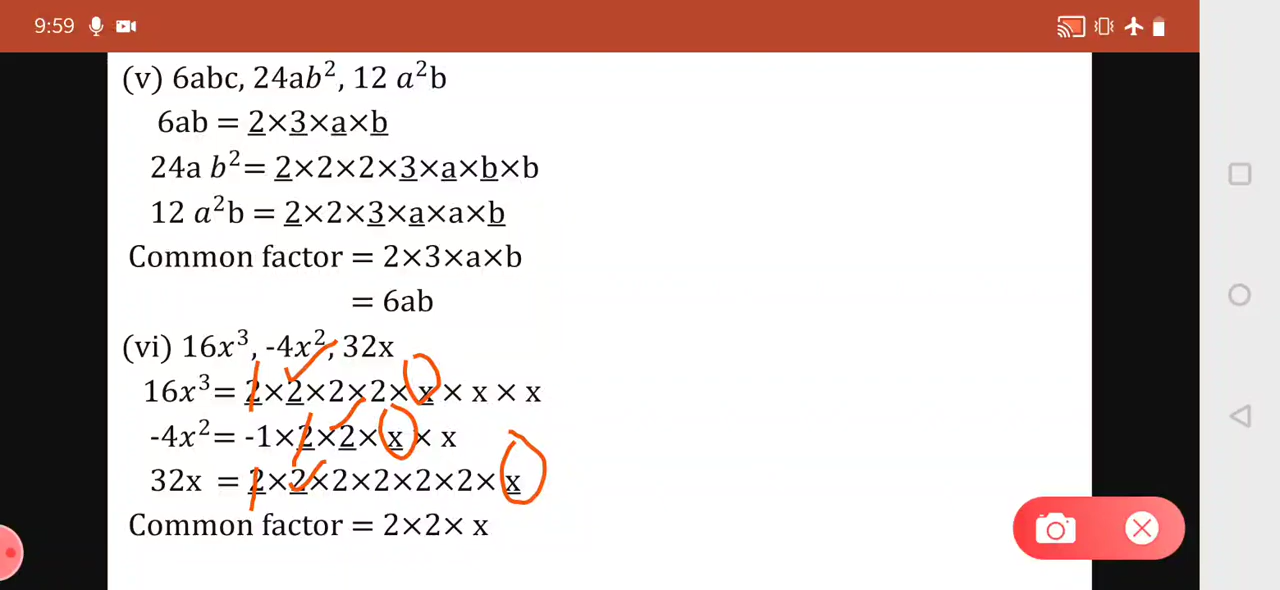 9:59
(v) 6abc, 24ab², 12 a²b
6ab = 2×3×a×b
24a b²= 2×2×2×3×a×b×b
12 a²b = 2×2×3×a×a×b
Common factor = 2×3×a×b
= 6ab
(vi) 16x³, -4x², 32x
16x³= 2×2×2×2× x × x × x
-4x²= -1×2×2× x × x
32x = 2×2×2×2×2×2× x
Common factor = 2×2× x